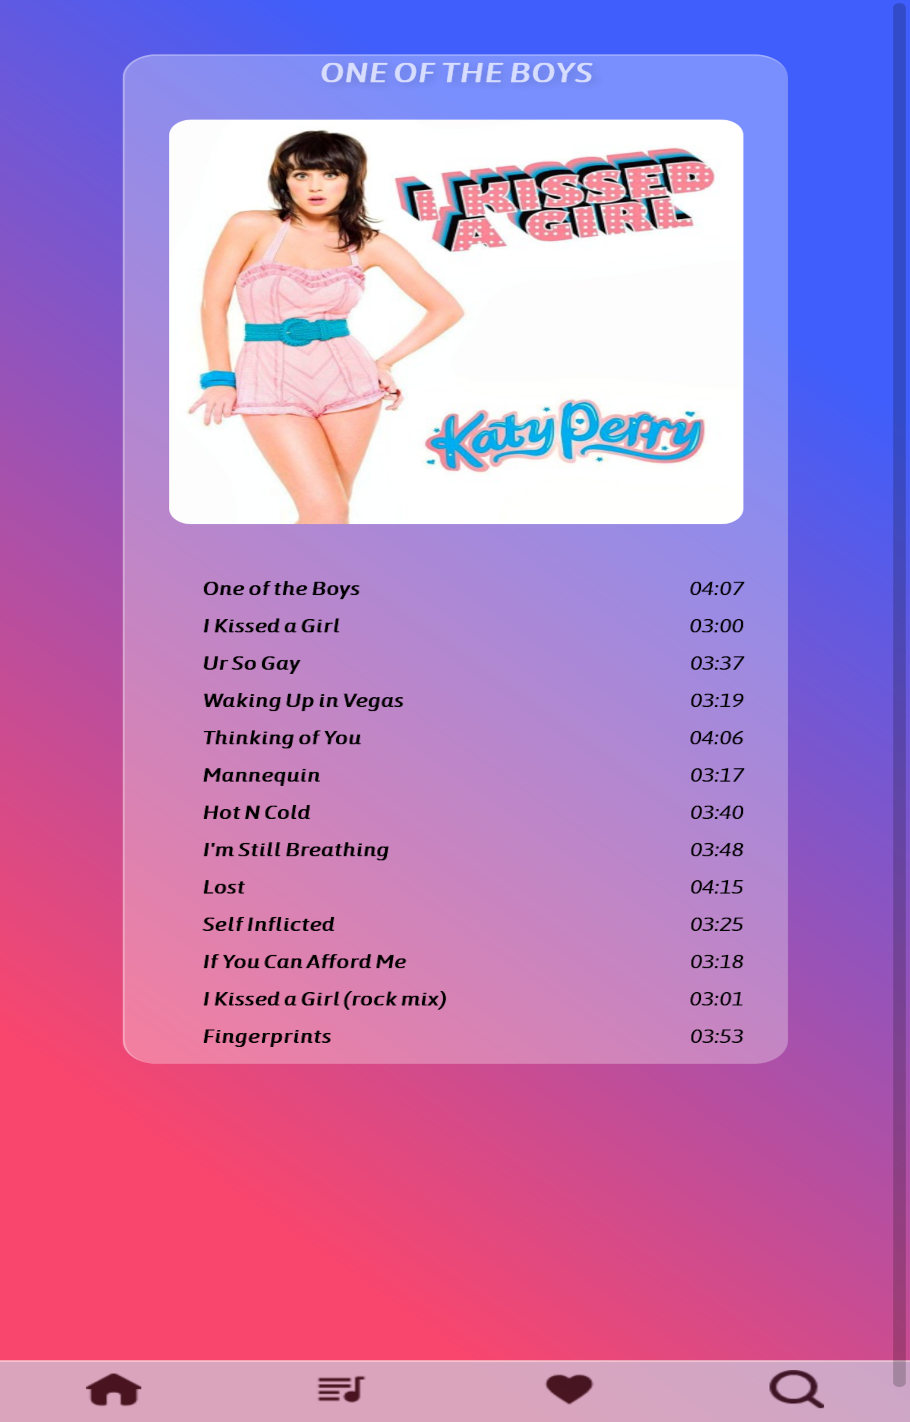 ONE OF THE BOYS
I KISSED
A GIRL
Katy Perry
One of the Boys 04:07
I Kissed a Girl 03:00
Ur So Gay 03:37
Waking Up in Vegas 03:19
Thinking of You 04:06
Mannequin 03:17
Hot N Cold 03:40
I'm Still Breathing 03:48
Lost 04:15
Self Inflicted 03:25
If You Can Afford Me 03:18
I Kissed a Girl (rock mix) 03:01
Fingerprints 03:53